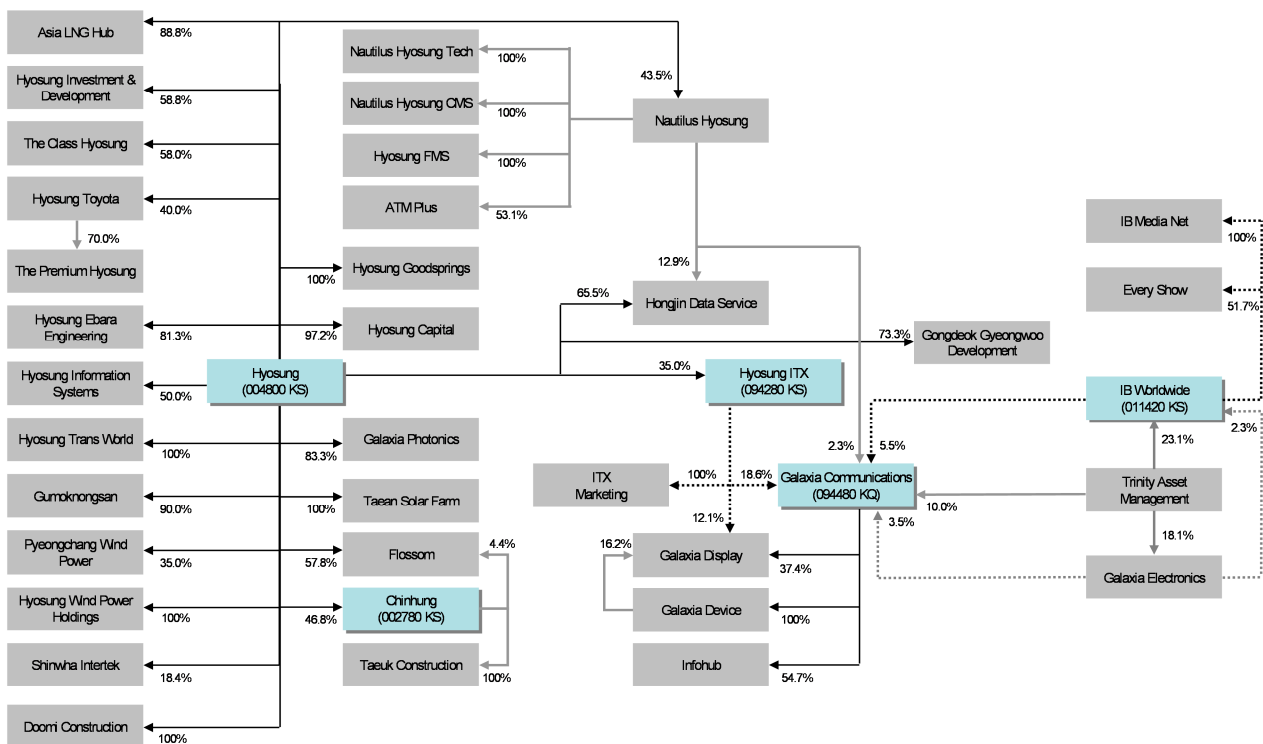 Asia LNG Hub
88.8%
Hyosung Investment &
Development
58.8%
The Class Hyosung
58.0%
Hyosung Toyota
40.0%
70.0%
The Premium Hyosung
Hyosung Ebara
Engineering
81.3%
Hyosung Information
Systems
50.0%
Hyosung Trans World
100%
Gumoknongsan
90.0%
Pyeongchang Wind
Power
35.0%
Hyosung Wind Power
Holdings
100%
Shinwha Intertek
18.4%
Doomi Construction
100%
Hyosung
(004800 KS)
Nautilus Hyosung Tech
100%
Nautilus Hyosung CMS
100%
Hyosung FMS
100%
ATM Plus
53.1%
Hyosung Goodsprings
100%
Hyosung Capital
97.2%
Galaxia Photonics
83.3%
Taean Solar Farm
100%
Flossom
57.8%
4.4%
Chinhung
(002780 KS)
46.8%
Taeuk Construction
100%
43.5%
Nautilus Hyosung
12.9%
65.5%
Hongjin Data Service
73.3%
Gongdeok Gyeongwoo
Development
35.0%
Hyosung ITX
(094280 KS)
ITX
Marketing
100%
18.6%
12.1%
2.3%
5.5%
Galaxia Communications
(094480 KQ)
10.0%
3.5%
16.2%
Galaxia Display
37.4%
Galaxia Device
100%
Infohub
54.7%
IB Media Net
100%
Every Show
51.7%
IB Worldwide
(011420 KS)
2.3%
23.1%
Trinity Asset
Management
18.1%
Galaxia Electronics